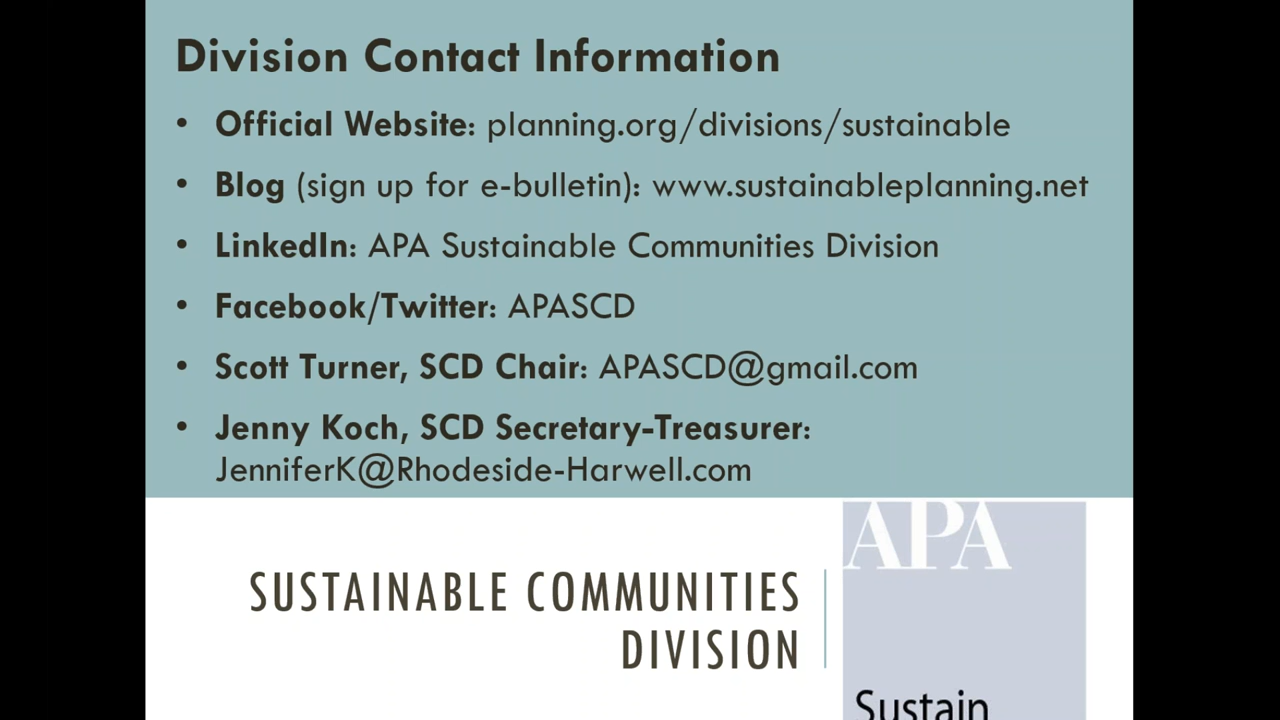 Division Contact Information
• Official Website: planning.org/divisions/sustainable
• Blog (sign up for e-bulletin): www.sustainableplanning.net
• LinkedIn: APA Sustainable Communities Division
• Facebook/Twitter: APASCD
• Scott Turner, SCD Chair: APASCD@gmail.com
• Jenny Koch, SCD Secretary-Treasurer:
JenniferK@Rhodeside-Harwell.com
APA
SUSTAINABLE COMMUNITIES
DIVISION
Sustain